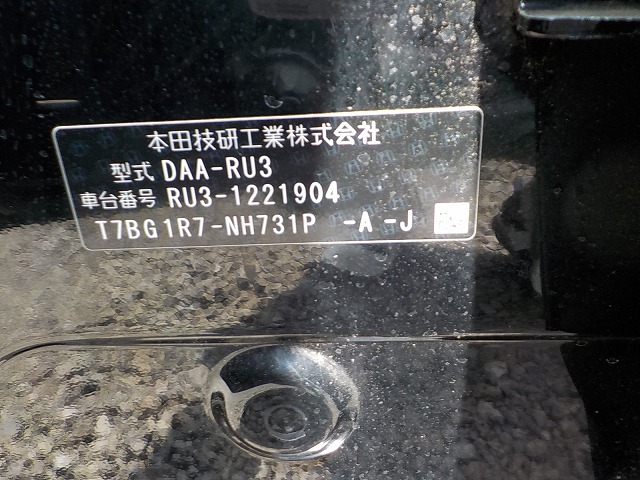 本田技研工業株式会社
型式 DAA-RU3
車台番号 RU3-1221904
T7BG1R7-NH731P -A -J